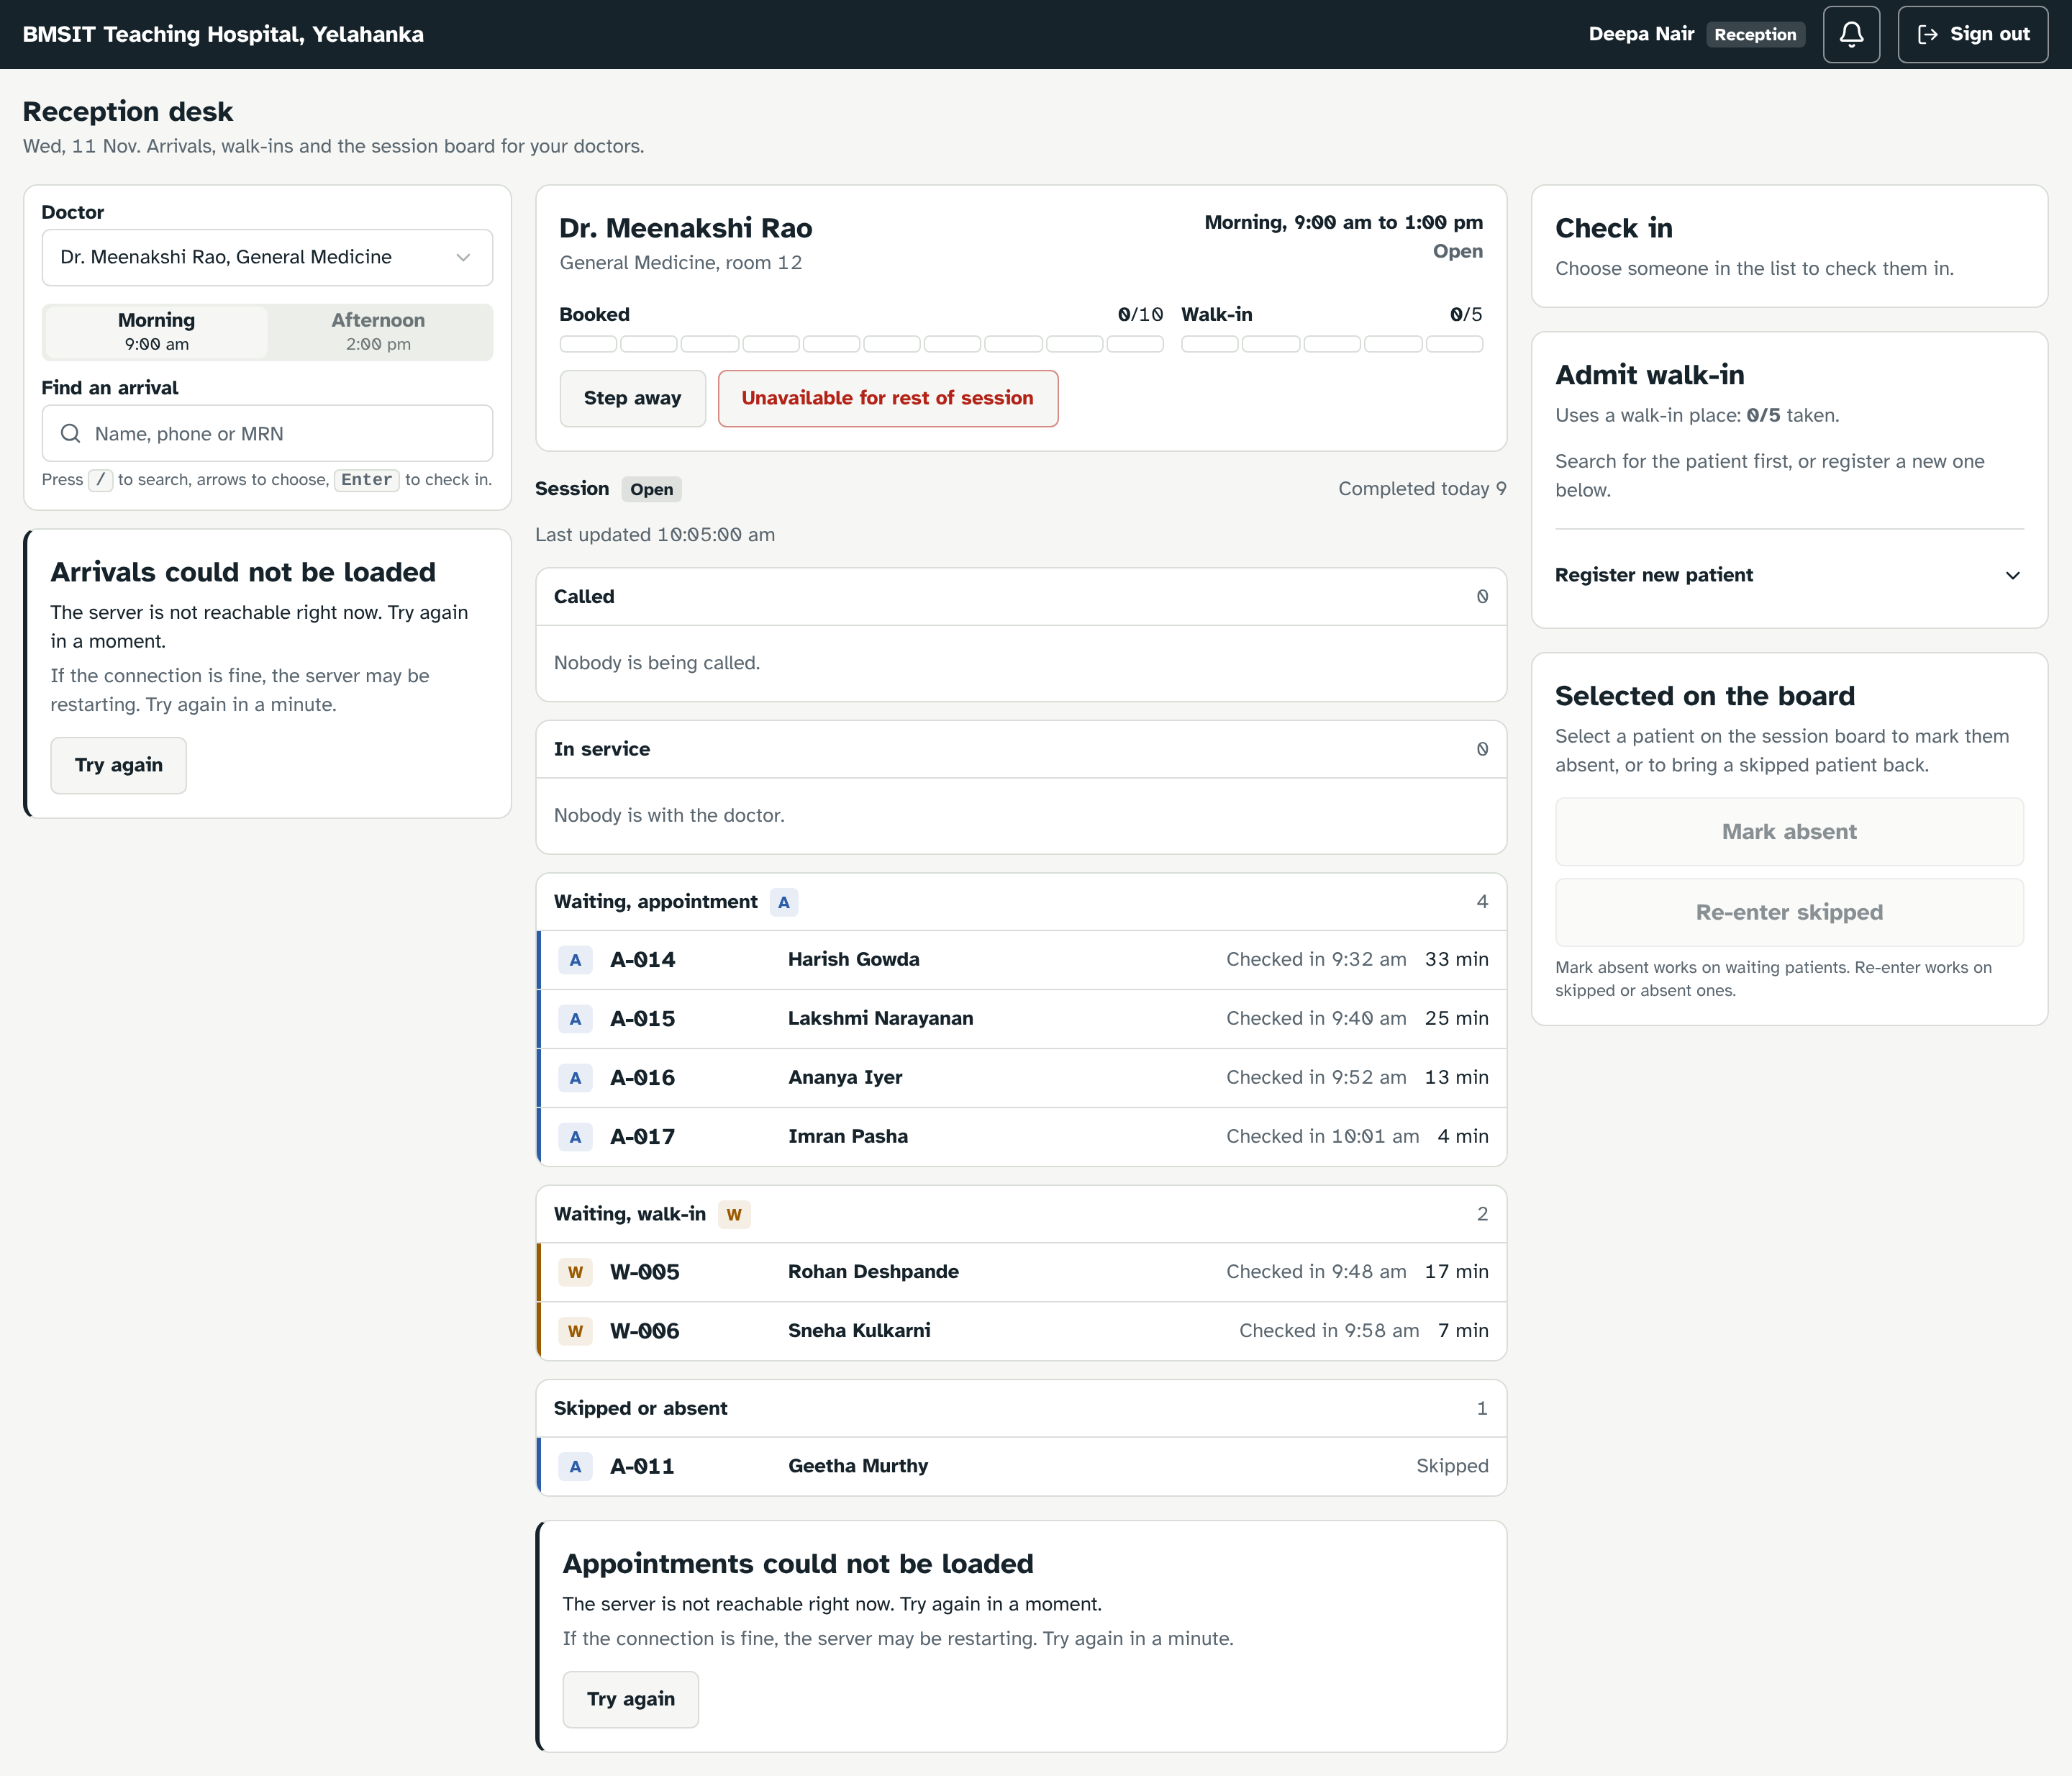 BMSIT Teaching Hospital, Yelahanka
Deepa Nair Reception
Sign out
Reception desk
Wed, 11 Nov. Arrivals, walk-ins and the session board for your doctors.
Doctor
Dr. Meenakshi Rao, General Medicine
Morning
9:00 am
Afternoon
2:00 pm
Find an arrival
Name, phone or MRN
Press / to search, arrows to choose, Enter to check in.
Arrivals could not be loaded
The server is not reachable right now. Try again
in a moment.
If the connection is fine, the server may be
restarting. Try again in a minute.
Try again
Dr. Meenakshi Rao
General Medicine, room 12
Morning, 9:00 am to 1:00 pm
Open
Booked 0/10
Walk-in 0/5
Step away
Unavailable for rest of session
Session Open
Completed today 9
Last updated 10:05:00 am
Called 0
Nobody is being called.
In service 0
Nobody is with the doctor.
Waiting, appointment A 4
A A-014 Harish Gowda Checked in 9:32 am 33 min
A A-015 Lakshmi Narayanan Checked in 9:40 am 25 min
A A-016 Ananya Iyer Checked in 9:52 am 13 min
A A-017 Imran Pasha Checked in 10:01 am 4 min
Waiting, walk-in W 2
W W-005 Rohan Deshpande Checked in 9:48 am 17 min
W W-006 Sneha Kulkarni Checked in 9:58 am 7 min
Skipped or absent 1
A A-011 Geetha Murthy Skipped
Appointments could not be loaded
The server is not reachable right now. Try again in a moment.
If the connection is fine, the server may be restarting. Try again in a minute.
Try again
Check in
Choose someone in the list to check them in.
Admit walk-in
Uses a walk-in place: 0/5 taken.
Search for the patient first, or register a new one
below.
Register new patient
Selected on the board
Select a patient on the session board to mark them
absent, or to bring a skipped patient back.
Mark absent
Re-enter skipped
Mark absent works on waiting patients. Re-enter works on
skipped or absent ones.